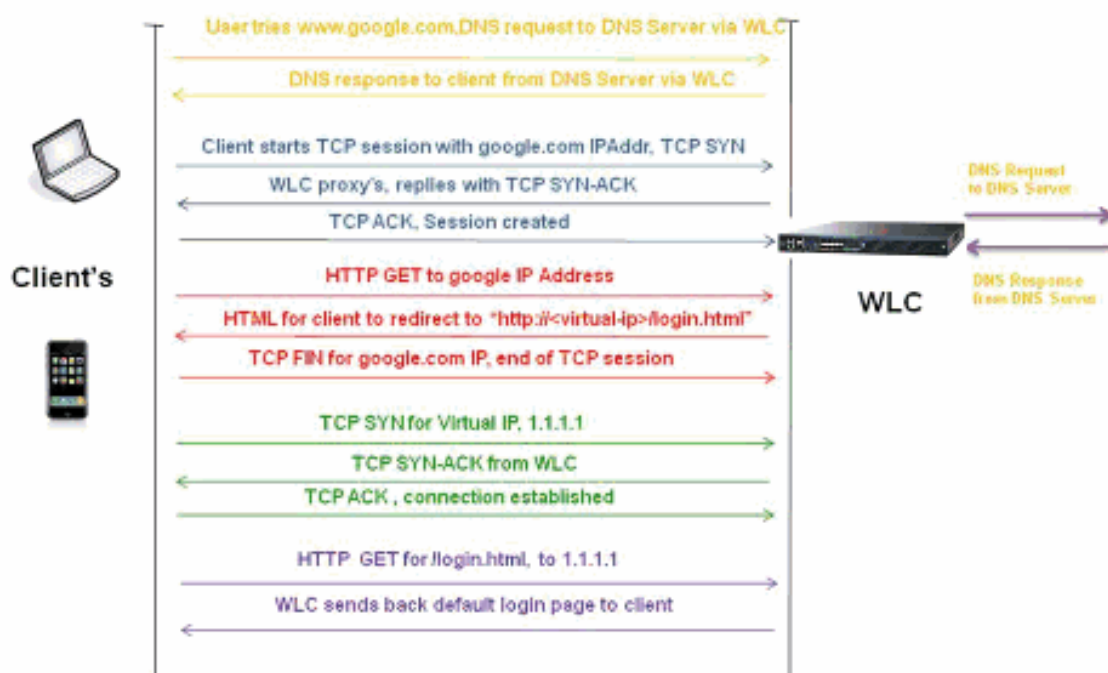 User tries www.google.com,DNS request to DNS Server via WLC
DNS response to client from DNS Server via WLC
Client starts TCP session with google.com IPAddr, TCP SYN
WLC proxy's, replies with TCP SYN-ACK
TCP ACK, Session created
DNS Request
to DNS Server
Client's
HTTP GET to google IP Address
WLC
DNS Response
from DNS Server
HTML for client to redirect to "http://<virtual-ip>/login.html"
TCP FIN for google.com IP, end of TCP session
TCP SYN for Virtual IP, 1.1.1.1
TCP SYN-ACK from WLC
TCP ACK , connection established
HTTP GET for /login.html, to 1.1.1.1
WLC sends back default login page to client